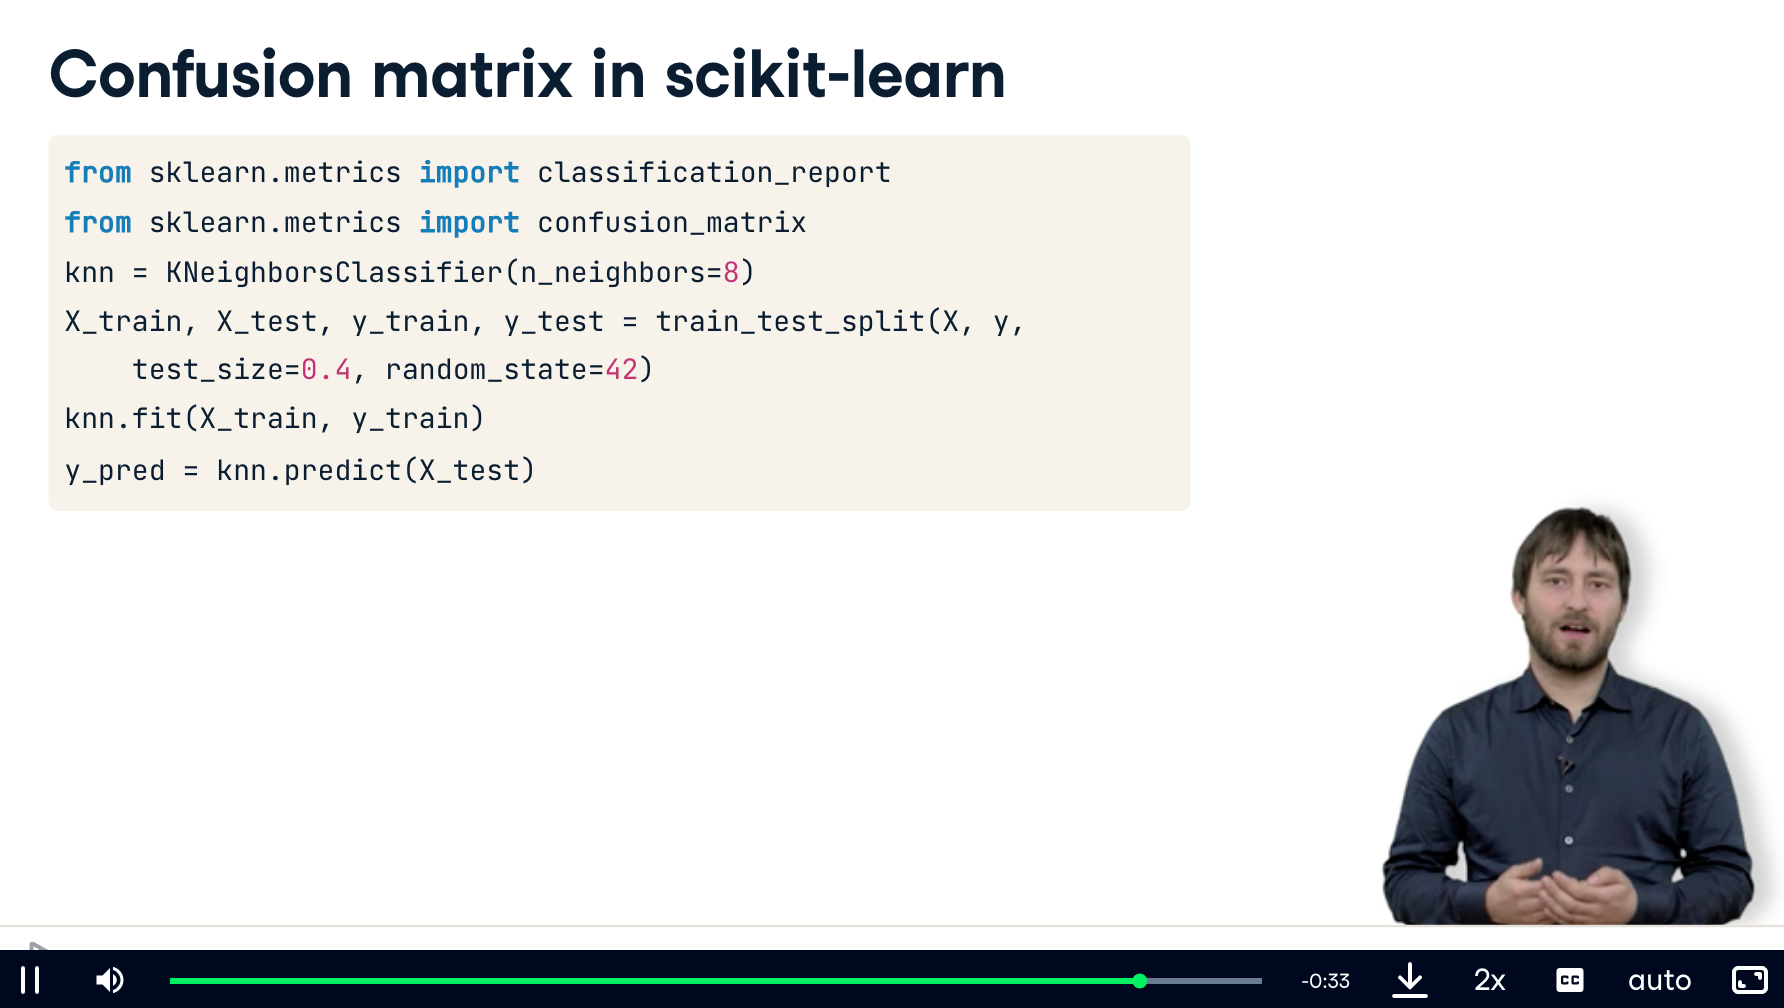 Confusion matrix in scikit-learn
from sklearn.metrics import classification_report
from sklearn.metrics import confusion_matrix
knn = KNeighborsClassifier(n_neighbors=8)
X_train, X_test, y_train, y_test = train_test_split(X, y,
    test_size=0.4, random_state=42)
knn.fit(X_train, y_train)
y_pred = knn.predict(X_test)
-0:33 2x CC auto